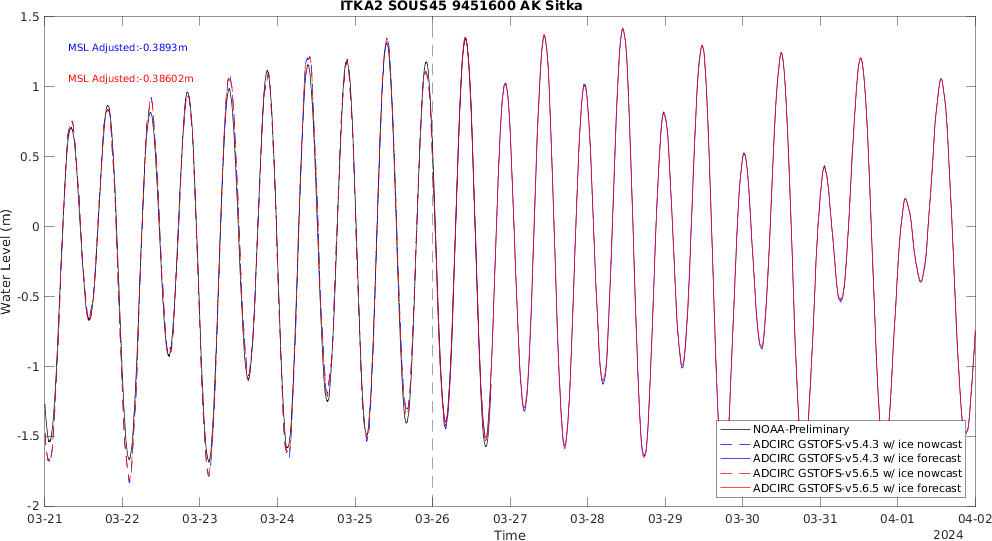 ITKA2 SOUS45 9451600 AK Sitka
MSL Adjusted:-0.3893m
MSL Adjusted:-0.38602m
Water Level (m)
1.5
1
0.5
0
-0.5
-1
-1.5
-2
NOAA-Preliminary
ADCIRC GSTOFS-v5.4.3 w/ ice nowcast
ADCIRC GSTOFS-v5.4.3 w/ ice forecast
ADCIRC GSTOFS-v5.6.5 w/ ice nowcast
ADCIRC GSTOFS-v5.6.5 w/ ice forecast
03-21 03-22 03-23 03-24 03-25 03-26 03-27 03-28 03-29 03-30 03-31 04-01 04-02
Time
2024